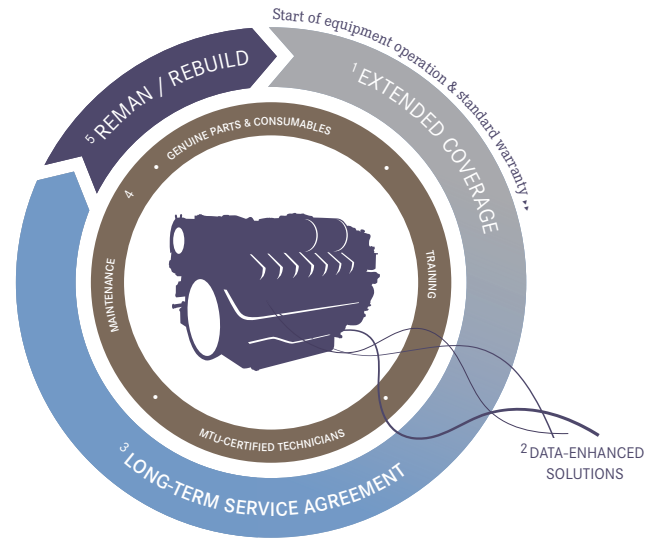 Start of equipment operation & standard warranty ▸▸
1 EXTENDED COVERAGE
2 DATA-ENHANCED
SOLUTIONS
3 LONG-TERM SERVICE AGREEMENT
4
GENUINE PARTS & CONSUMABLES
TRAINING
MTU-CERTIFIED TECHNICIANS
MAINTENANCE
5 REMAN / REBUILD